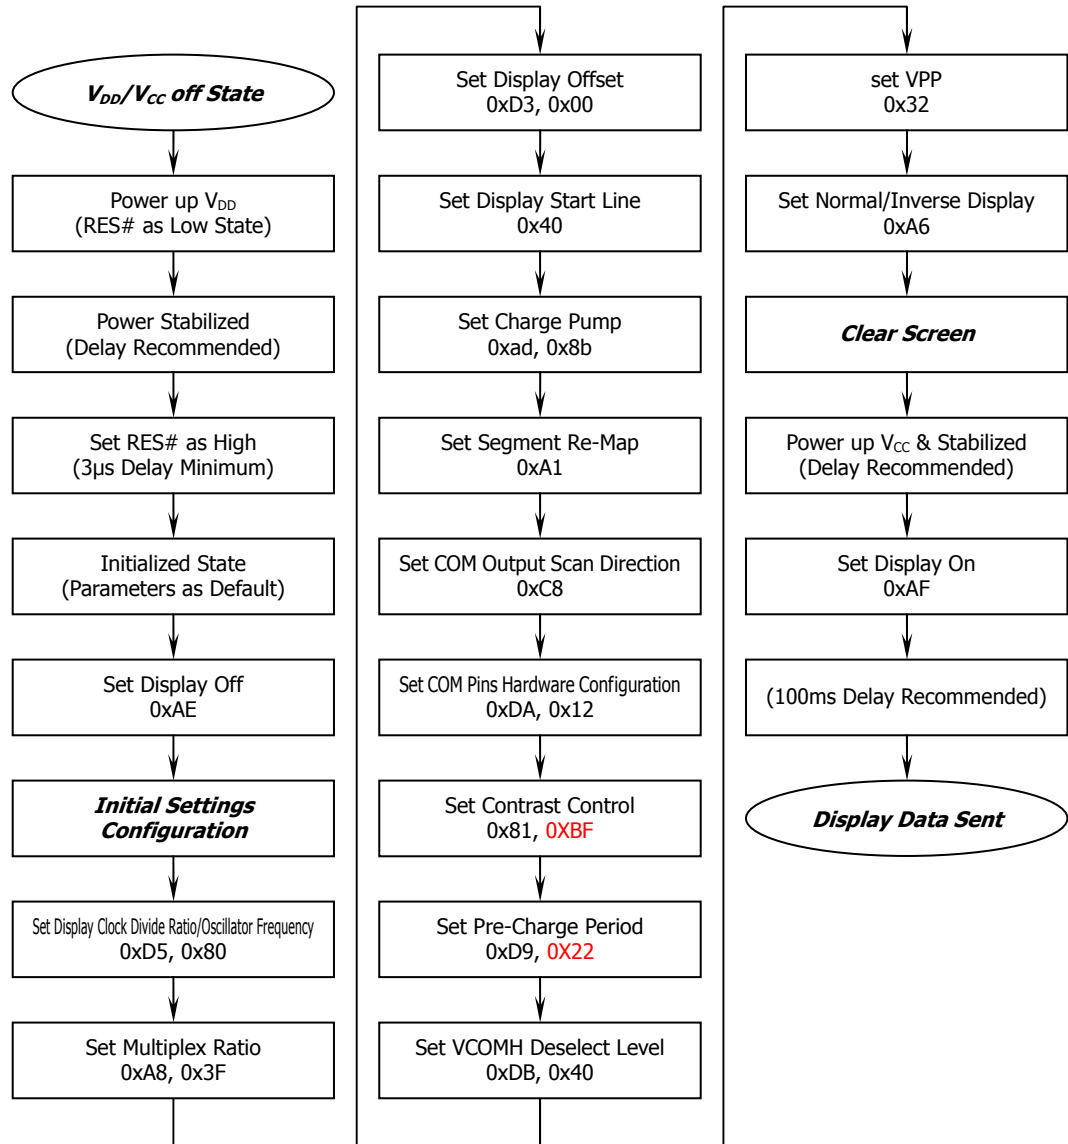 V_DD/V_CC off State
Power up V_DD
(RES# as Low State)
Power Stabilized
(Delay Recommended)
Set RES# as High
(3μs Delay Minimum)
Initialized State
(Parameters as Default)
Set Display Off
0xAE
Initial Settings
Configuration
Set Display Clock Divide Ratio/Oscillator Frequency
0xD5, 0x80
Set Multiplex Ratio
0xA8, 0x3F
Set Display Offset
0xD3, 0x00
Set Display Start Line
0x40
Set Charge Pump
0xad, 0x8b
Set Segment Re-Map
0xA1
Set COM Output Scan Direction
0xC8
Set COM Pins Hardware Configuration
0xDA, 0x12
Set Contrast Control
0x81, 0XBF
Set Pre-Charge Period
0xD9, 0X22
Set VCOMH Deselect Level
0xDB, 0x40
set VPP
0x32
Set Normal/Inverse Display
0xA6
Clear Screen
Power up V_CC & Stabilized
(Delay Recommended)
Set Display On
0xAF
(100ms Delay Recommended)
Display Data Sent